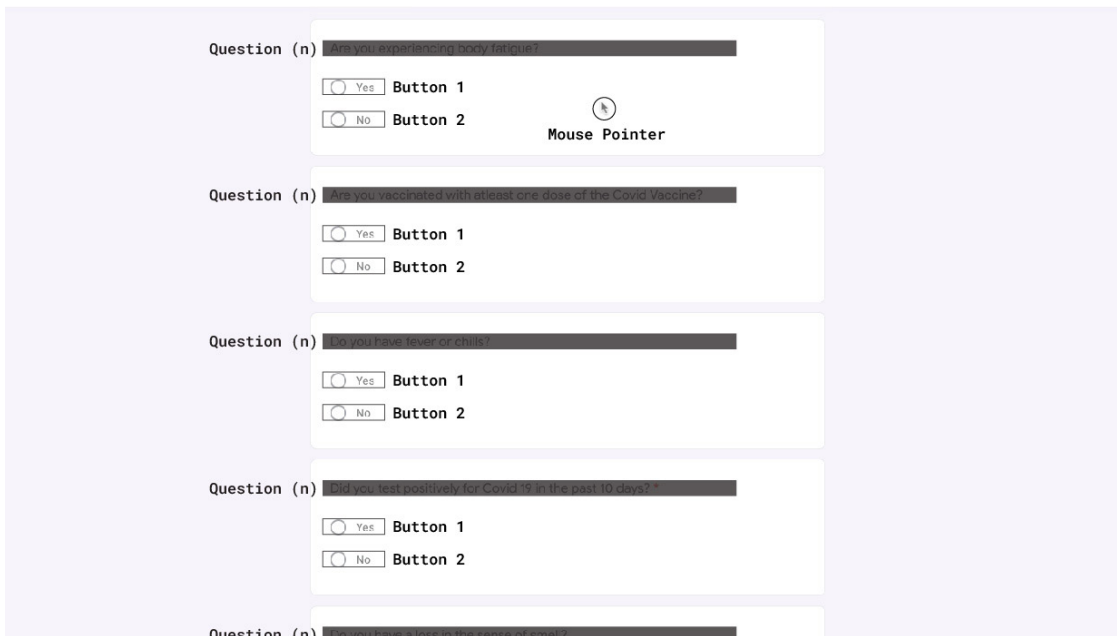 Question (n) Are you experiencing body fatigue?
Yes Button 1
No Button 2
Mouse Pointer
Question (n) Are you vaccinated with atleast one dose of the Covid Vaccine?
Yes Button 1
No Button 2
Question (n) Do you have fever or chills?
Yes Button 1
No Button 2
Question (n) Did you test positively for Covid 19 in the past 10 days? *
Yes Button 1
No Button 2
Question (n) Do you have a loss in the sense of smell?